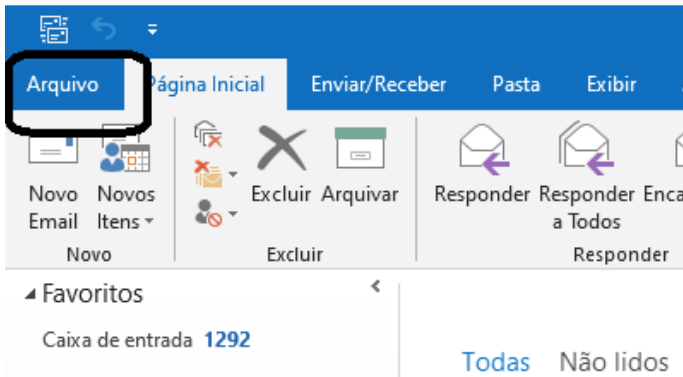 Arquivo Página Inicial Enviar/Receber Pasta Exibir
Novo Novos Excluir Arquivar Responder Responder
Email Itens a Todos
Novo Excluir Responder
Favoritos
Caixa de entrada 1292
Todas Não lidos